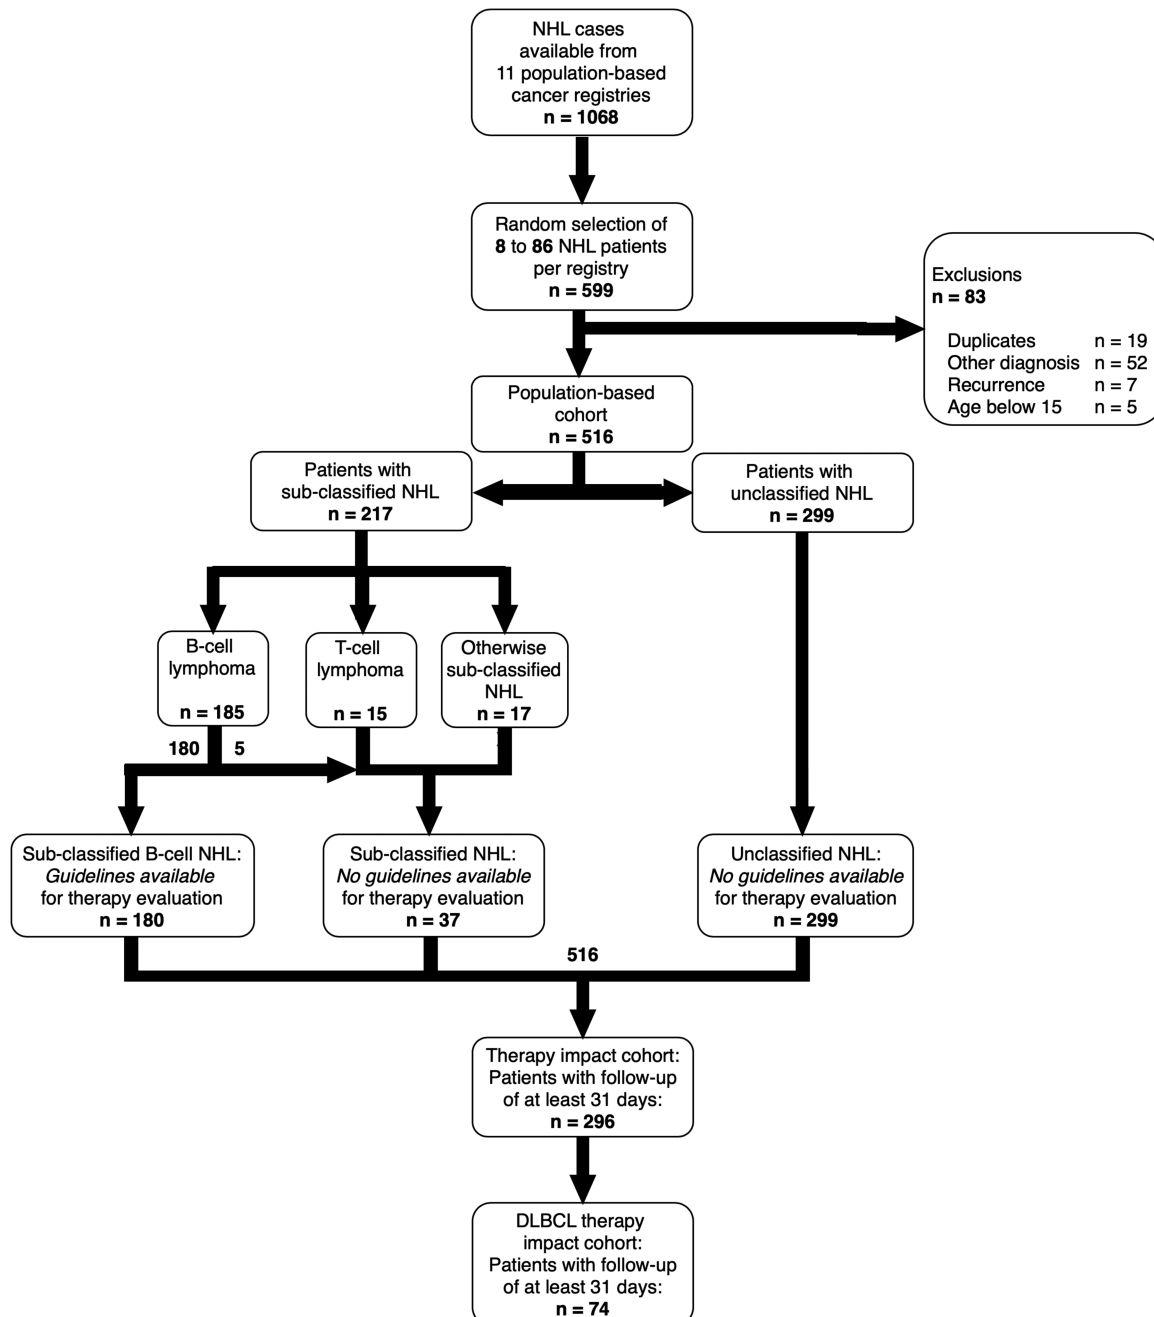 NHL cases
available from
11 population-based
cancer registries
n = 1068
Random selection of
8 to 86 NHL patients
per registry
n = 599
Exclusions
n = 83
Duplicates n = 19
Other diagnosis n = 52
Recurrence n = 7
Age below 15 n = 5
Population-based
cohort
n = 516
Patients with
sub-classified NHL
n = 217
Patients with
unclassified NHL
n = 299
B-cell
lymphoma
n = 185
T-cell
lymphoma
n = 15
Otherwise
sub-classified
NHL
n = 17
180 5
Sub-classified B-cell NHL:
Guidelines available
for therapy evaluation
n = 180
Sub-classified NHL:
No guidelines available
for therapy evaluation
n = 37
Unclassified NHL:
No guidelines available
for therapy evaluation
n = 299
516
Therapy impact cohort:
Patients with follow-up
of at least 31 days:
n = 296
DLBCL therapy
impact cohort:
Patients with follow-up
of at least 31 days:
n = 74